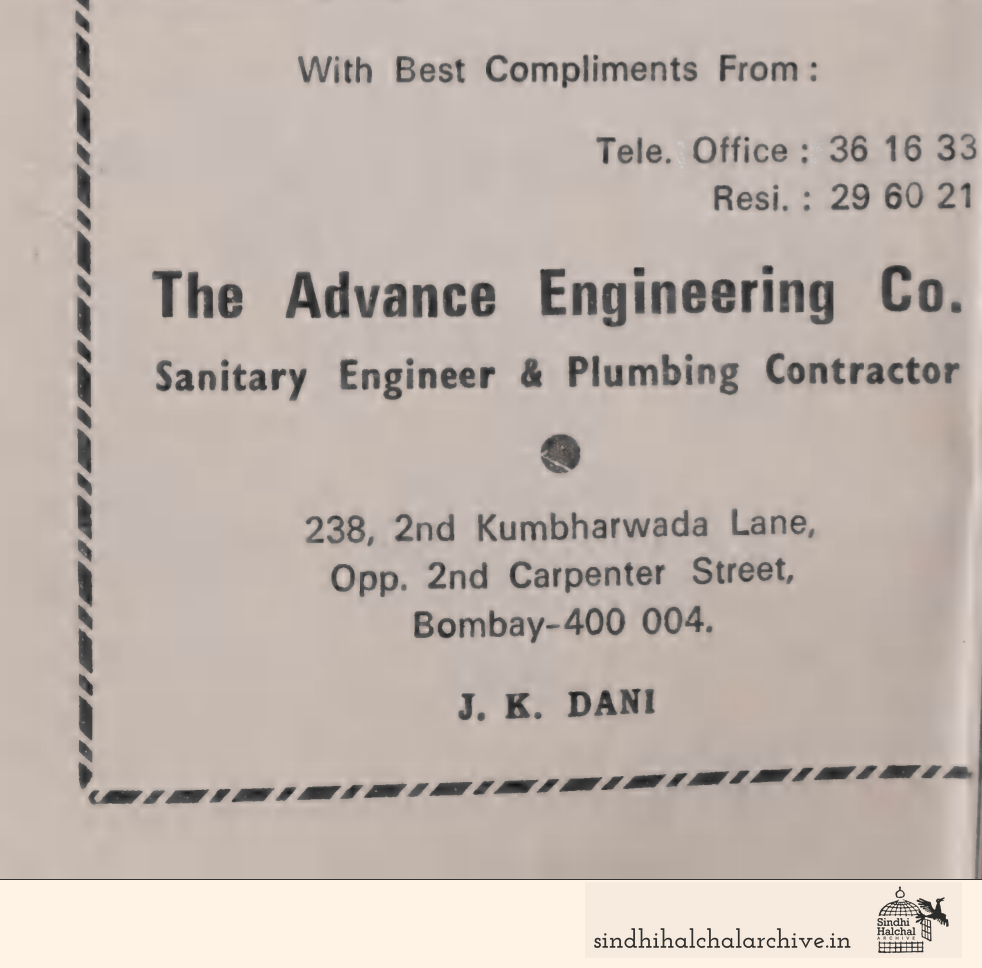 With Best Compliments From :
Tele. Office : 36 16 33
Resi. : 29 60 21
The Advance Engineering Co.
Sanitary Engineer & Plumbing Contractor
238, 2nd Kumbharwada Lane,
Opp. 2nd Carpenter Street,
Bombay-400 004.
J. K. DANI
sindhihalchalarchive.in
Sindhi
Halchal
ARCHIVE